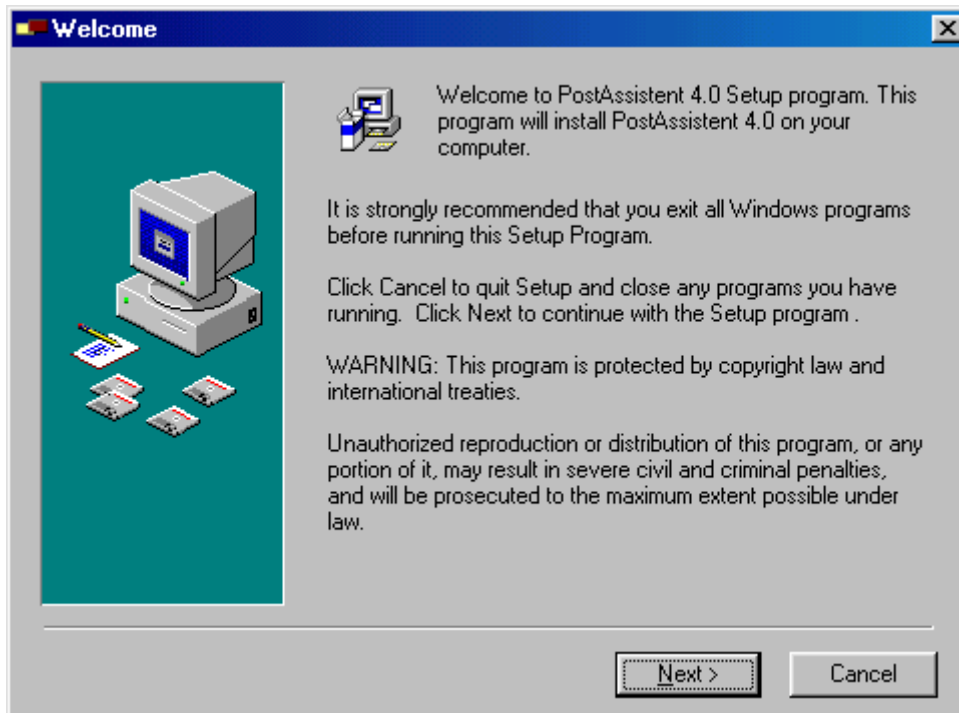 Welcome
Welcome to PostAssistent 4.0 Setup program. This
program will install PostAssistent 4.0 on your
computer.
It is strongly recommended that you exit all Windows programs
before running this Setup Program.
Click Cancel to quit Setup and close any programs you have
running.  Click Next to continue with the Setup program .
WARNING: This program is protected by copyright law and
international treaties.
Unauthorized reproduction or distribution of this program, or any
portion of it, may result in severe civil and criminal penalties,
and will be prosecuted to the maximum extent possible under
law.
Next >
Cancel